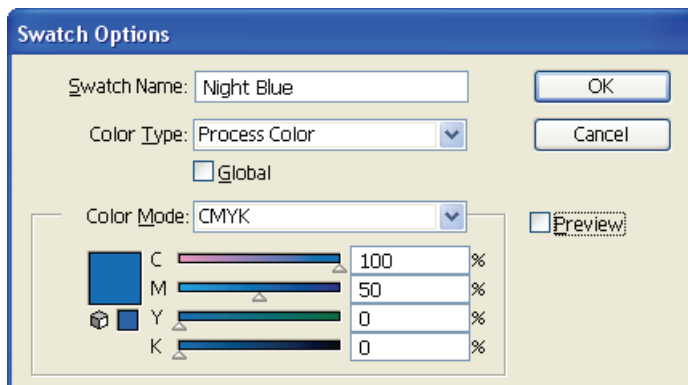 Swatch Options
Swatch Name: Night Blue
OK
Color Type: Process Color
Cancel
Global
Color Mode: CMYK
Preview
C 100 %
M 50 %
Y 0 %
K 0 %